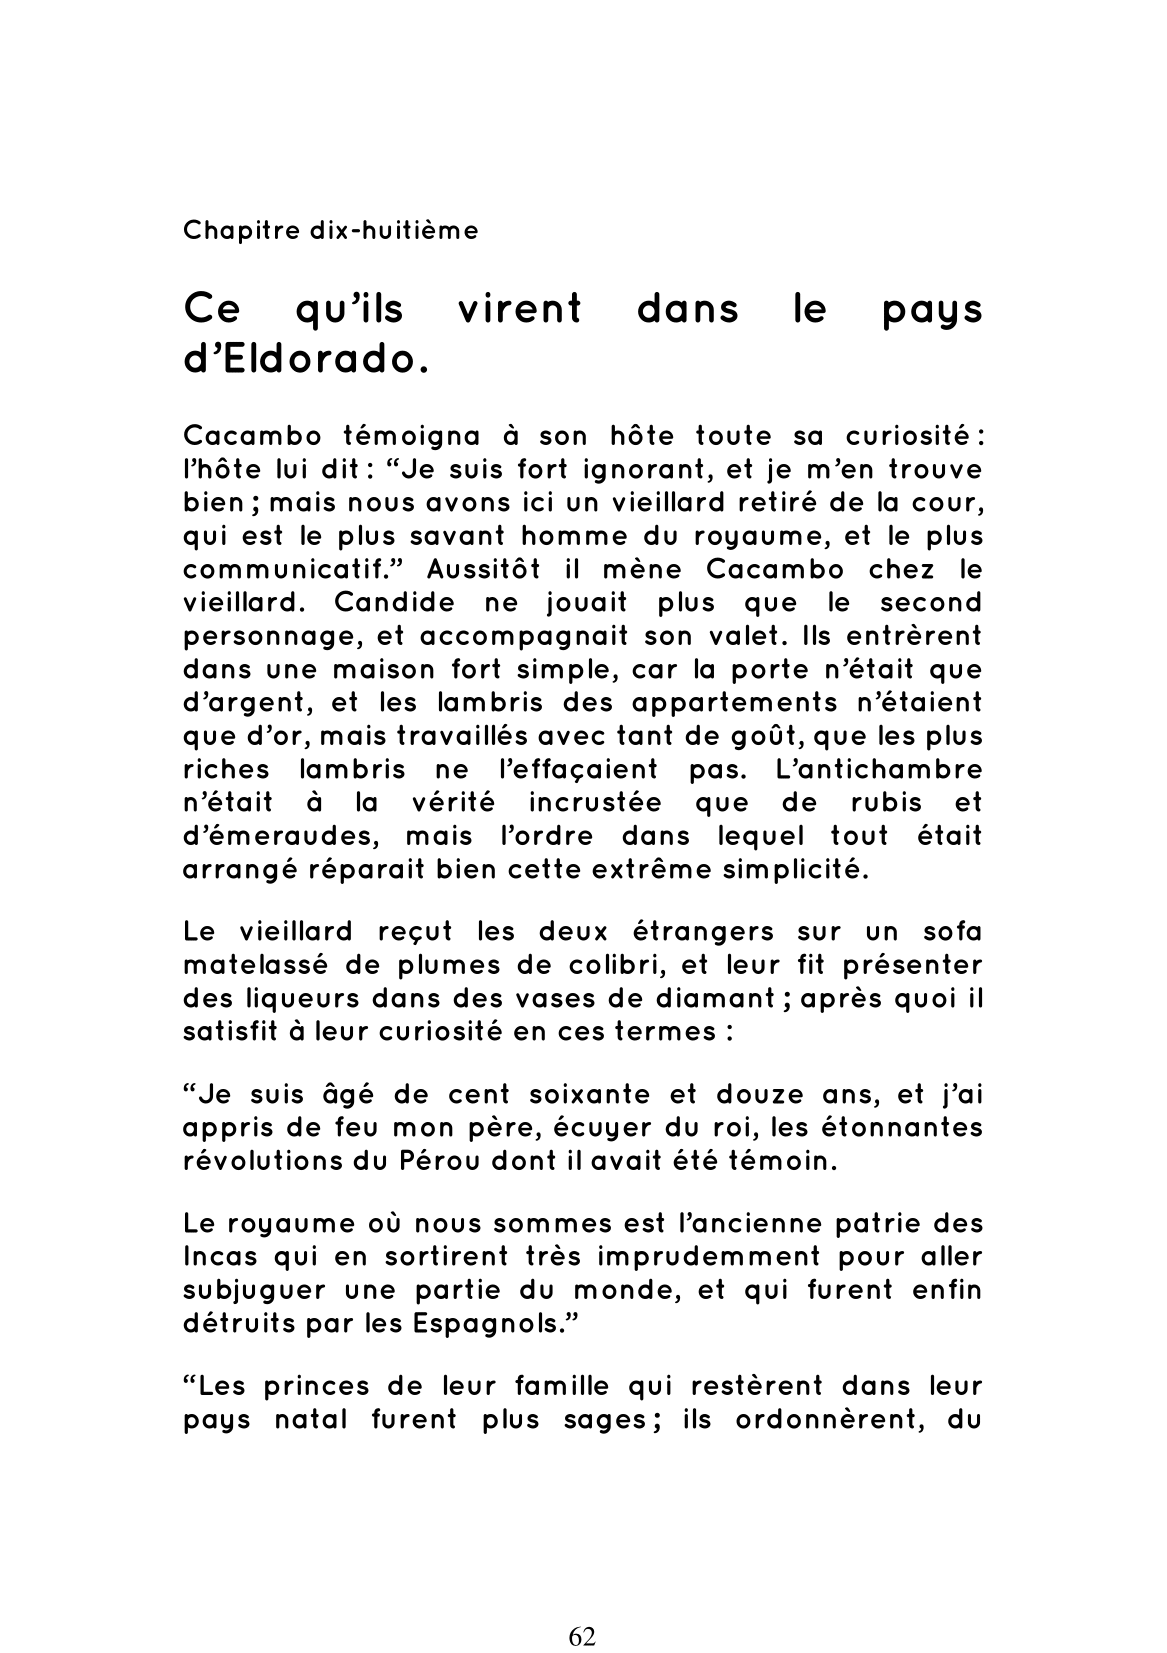 Chapitre dix-huitième
Ce qu’ils virent dans le pays
d’Eldorado.
Cacambo témoigna à son hôte toute sa curiosité :
l’hôte lui dit : “Je suis fort ignorant, et je m’en trouve
bien ; mais nous avons ici un vieillard retiré de la cour,
qui est le plus savant homme du royaume, et le plus
communicatif.” Aussitôt il mène Cacambo chez le
vieillard. Candide ne jouait plus que le second
personnage, et accompagnait son valet. Ils entrèrent
dans une maison fort simple, car la porte n’était que
d’argent, et les lambris des appartements n’étaient
que d’or, mais travaillés avec tant de goût, que les plus
riches lambris ne l’effaçaient pas. L’antichambre
n’était à la vérité incrustée que de rubis et
d’émeraudes, mais l’ordre dans lequel tout était
arrangé réparait bien cette extrême simplicité.
Le vieillard reçut les deux étrangers sur un sofa
matelassé de plumes de colibri, et leur fit présenter
des liqueurs dans des vases de diamant ; après quoi il
satisfit à leur curiosité en ces termes :
“Je suis âgé de cent soixante et douze ans, et j’ai
appris de feu mon père, écuyer du roi, les étonnantes
révolutions du Pérou dont il avait été témoin.
Le royaume où nous sommes est l’ancienne patrie des
Incas qui en sortirent très imprudemment pour aller
subjuguer une partie du monde, et qui furent enfin
détruits par les Espagnols.”
“Les princes de leur famille qui restèrent dans leur
pays natal furent plus sages ; ils ordonnèrent, du
62